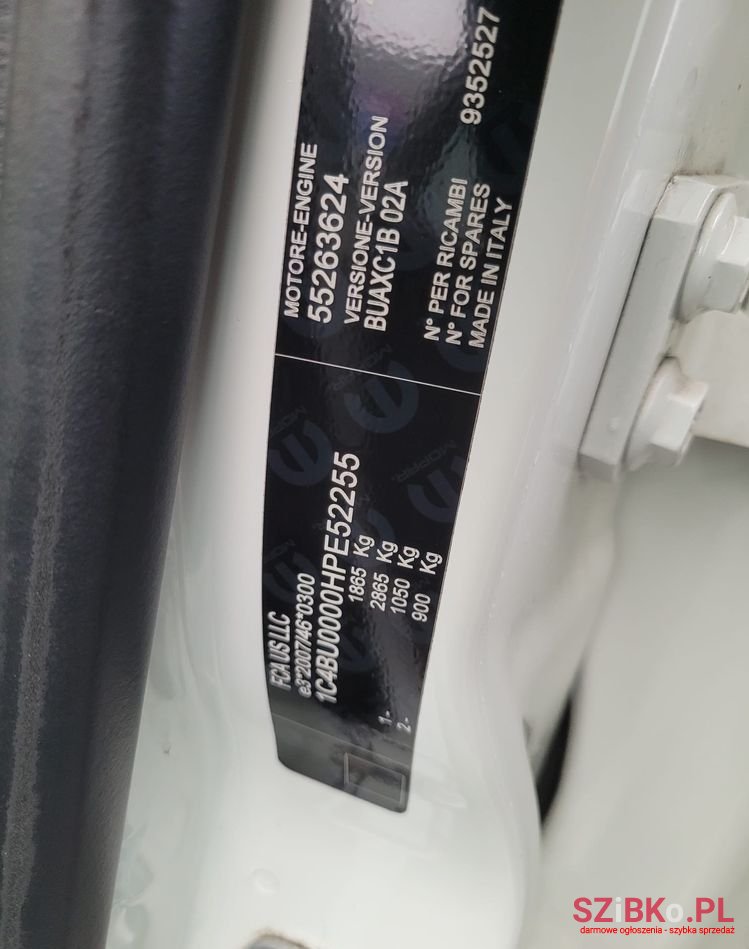 FCA US LLC
e3*2007/46*0300
1C4BU0000HPE52255
1865 Kg
2865 Kg
1- 1050 Kg
2- 900 Kg
MOTORE-ENGINE
55263624
VERSIONE-VERSION
BUAXC1B 02A
N° PER RICAMBI
N° FOR SPARES 9352527
MADE IN ITALY
MOPAR
MOPAR
SZiBKo.PL
darmowe ogłoszenia - szybka sprzedaż